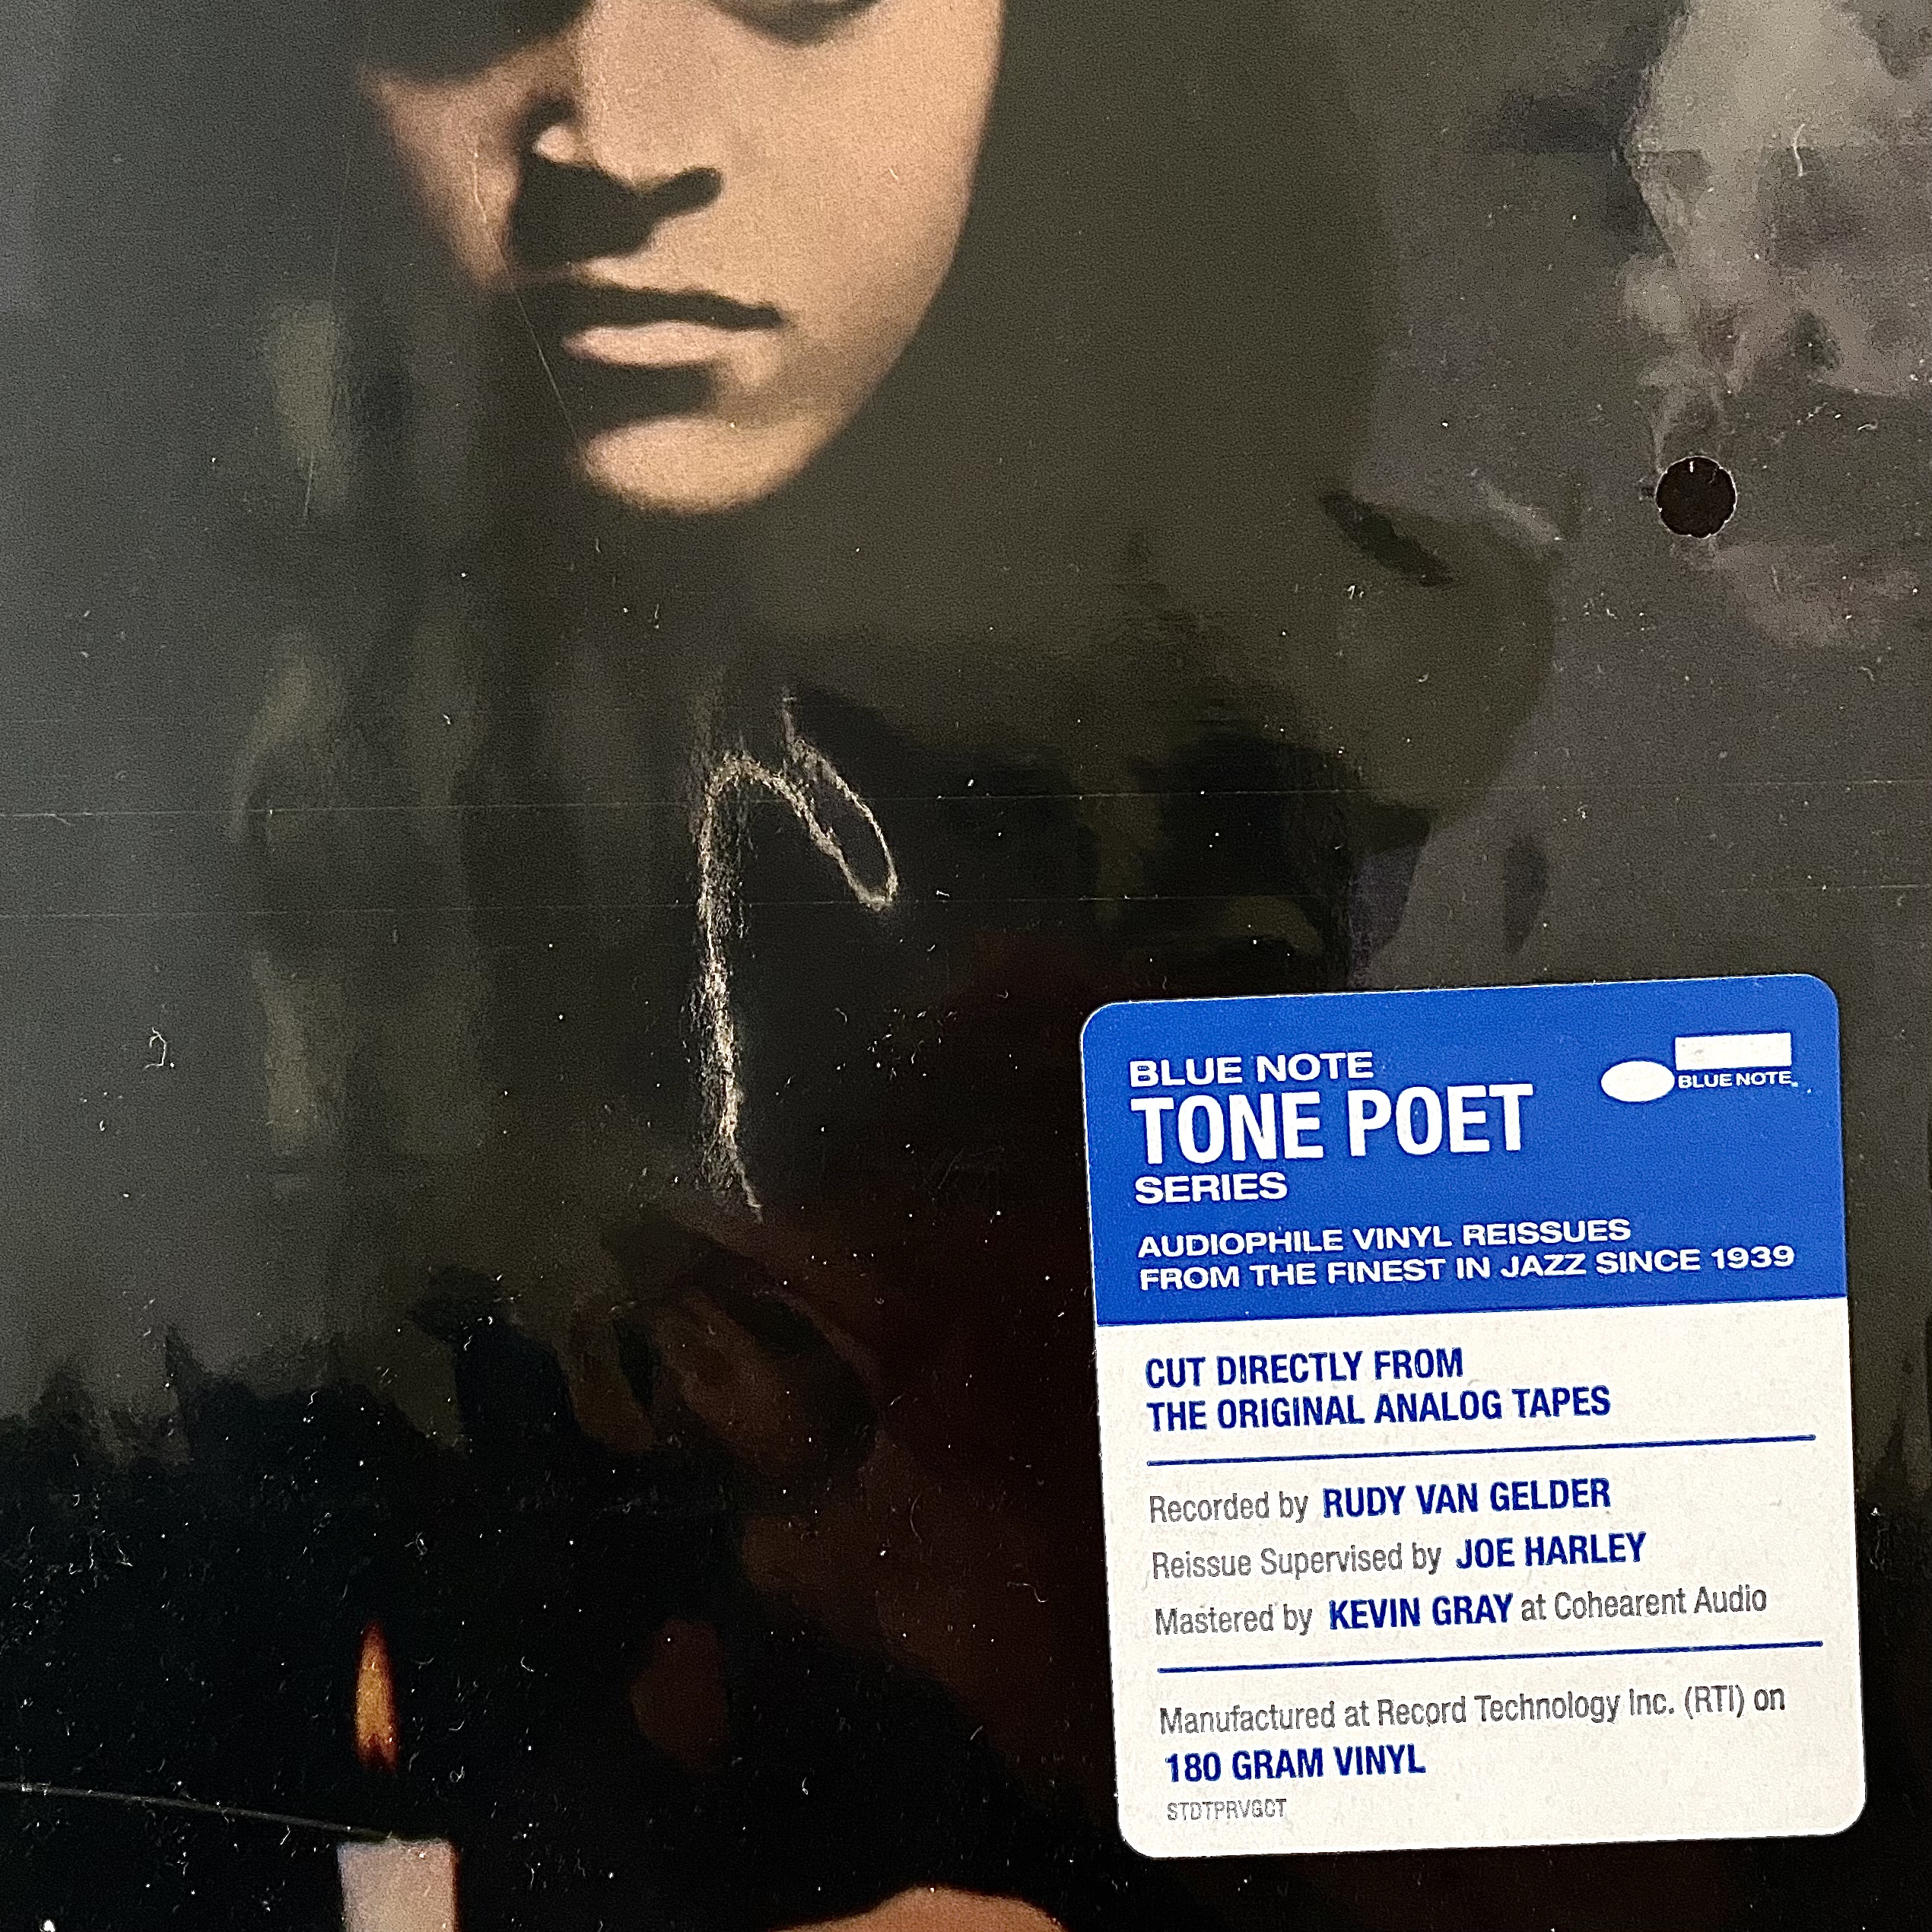 BLUE NOTE
TONE POET
SERIES
BLUE NOTE.
AUDIOPHILE VINYL REISSUES
FROM THE FINEST IN JAZZ SINCE 1939
CUT DIRECTLY FROM
THE ORIGINAL ANALOG TAPES
Recorded by RUDY VAN GELDER
Reissue Supervised by JOE HARLEY
Mastered by KEVIN GRAY at Cohearent Audio
Manufactured at Record Technology Inc. (RTI) on
180 GRAM VINYL
STDTPRVGDT